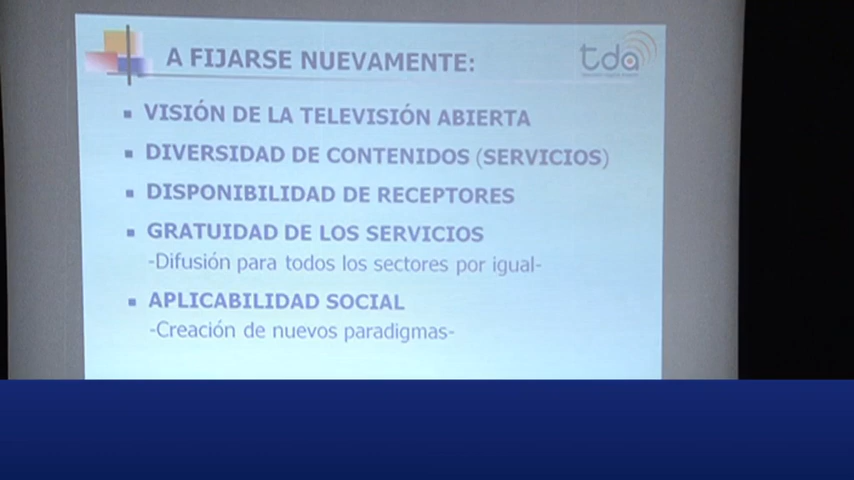 A FIJARSE NUEVAMENTE:
tda
▪ VISIÓN DE LA TELEVISIÓN ABIERTA
▪ DIVERSIDAD DE CONTENIDOS (SERVICIOS)
▪ DISPONIBILIDAD DE RECEPTORES
▪ GRATUIDAD DE LOS SERVICIOS
-Difusión para todos los sectores por igual-
▪ APLICABILIDAD SOCIAL
-Creación de nuevos paradigmas-